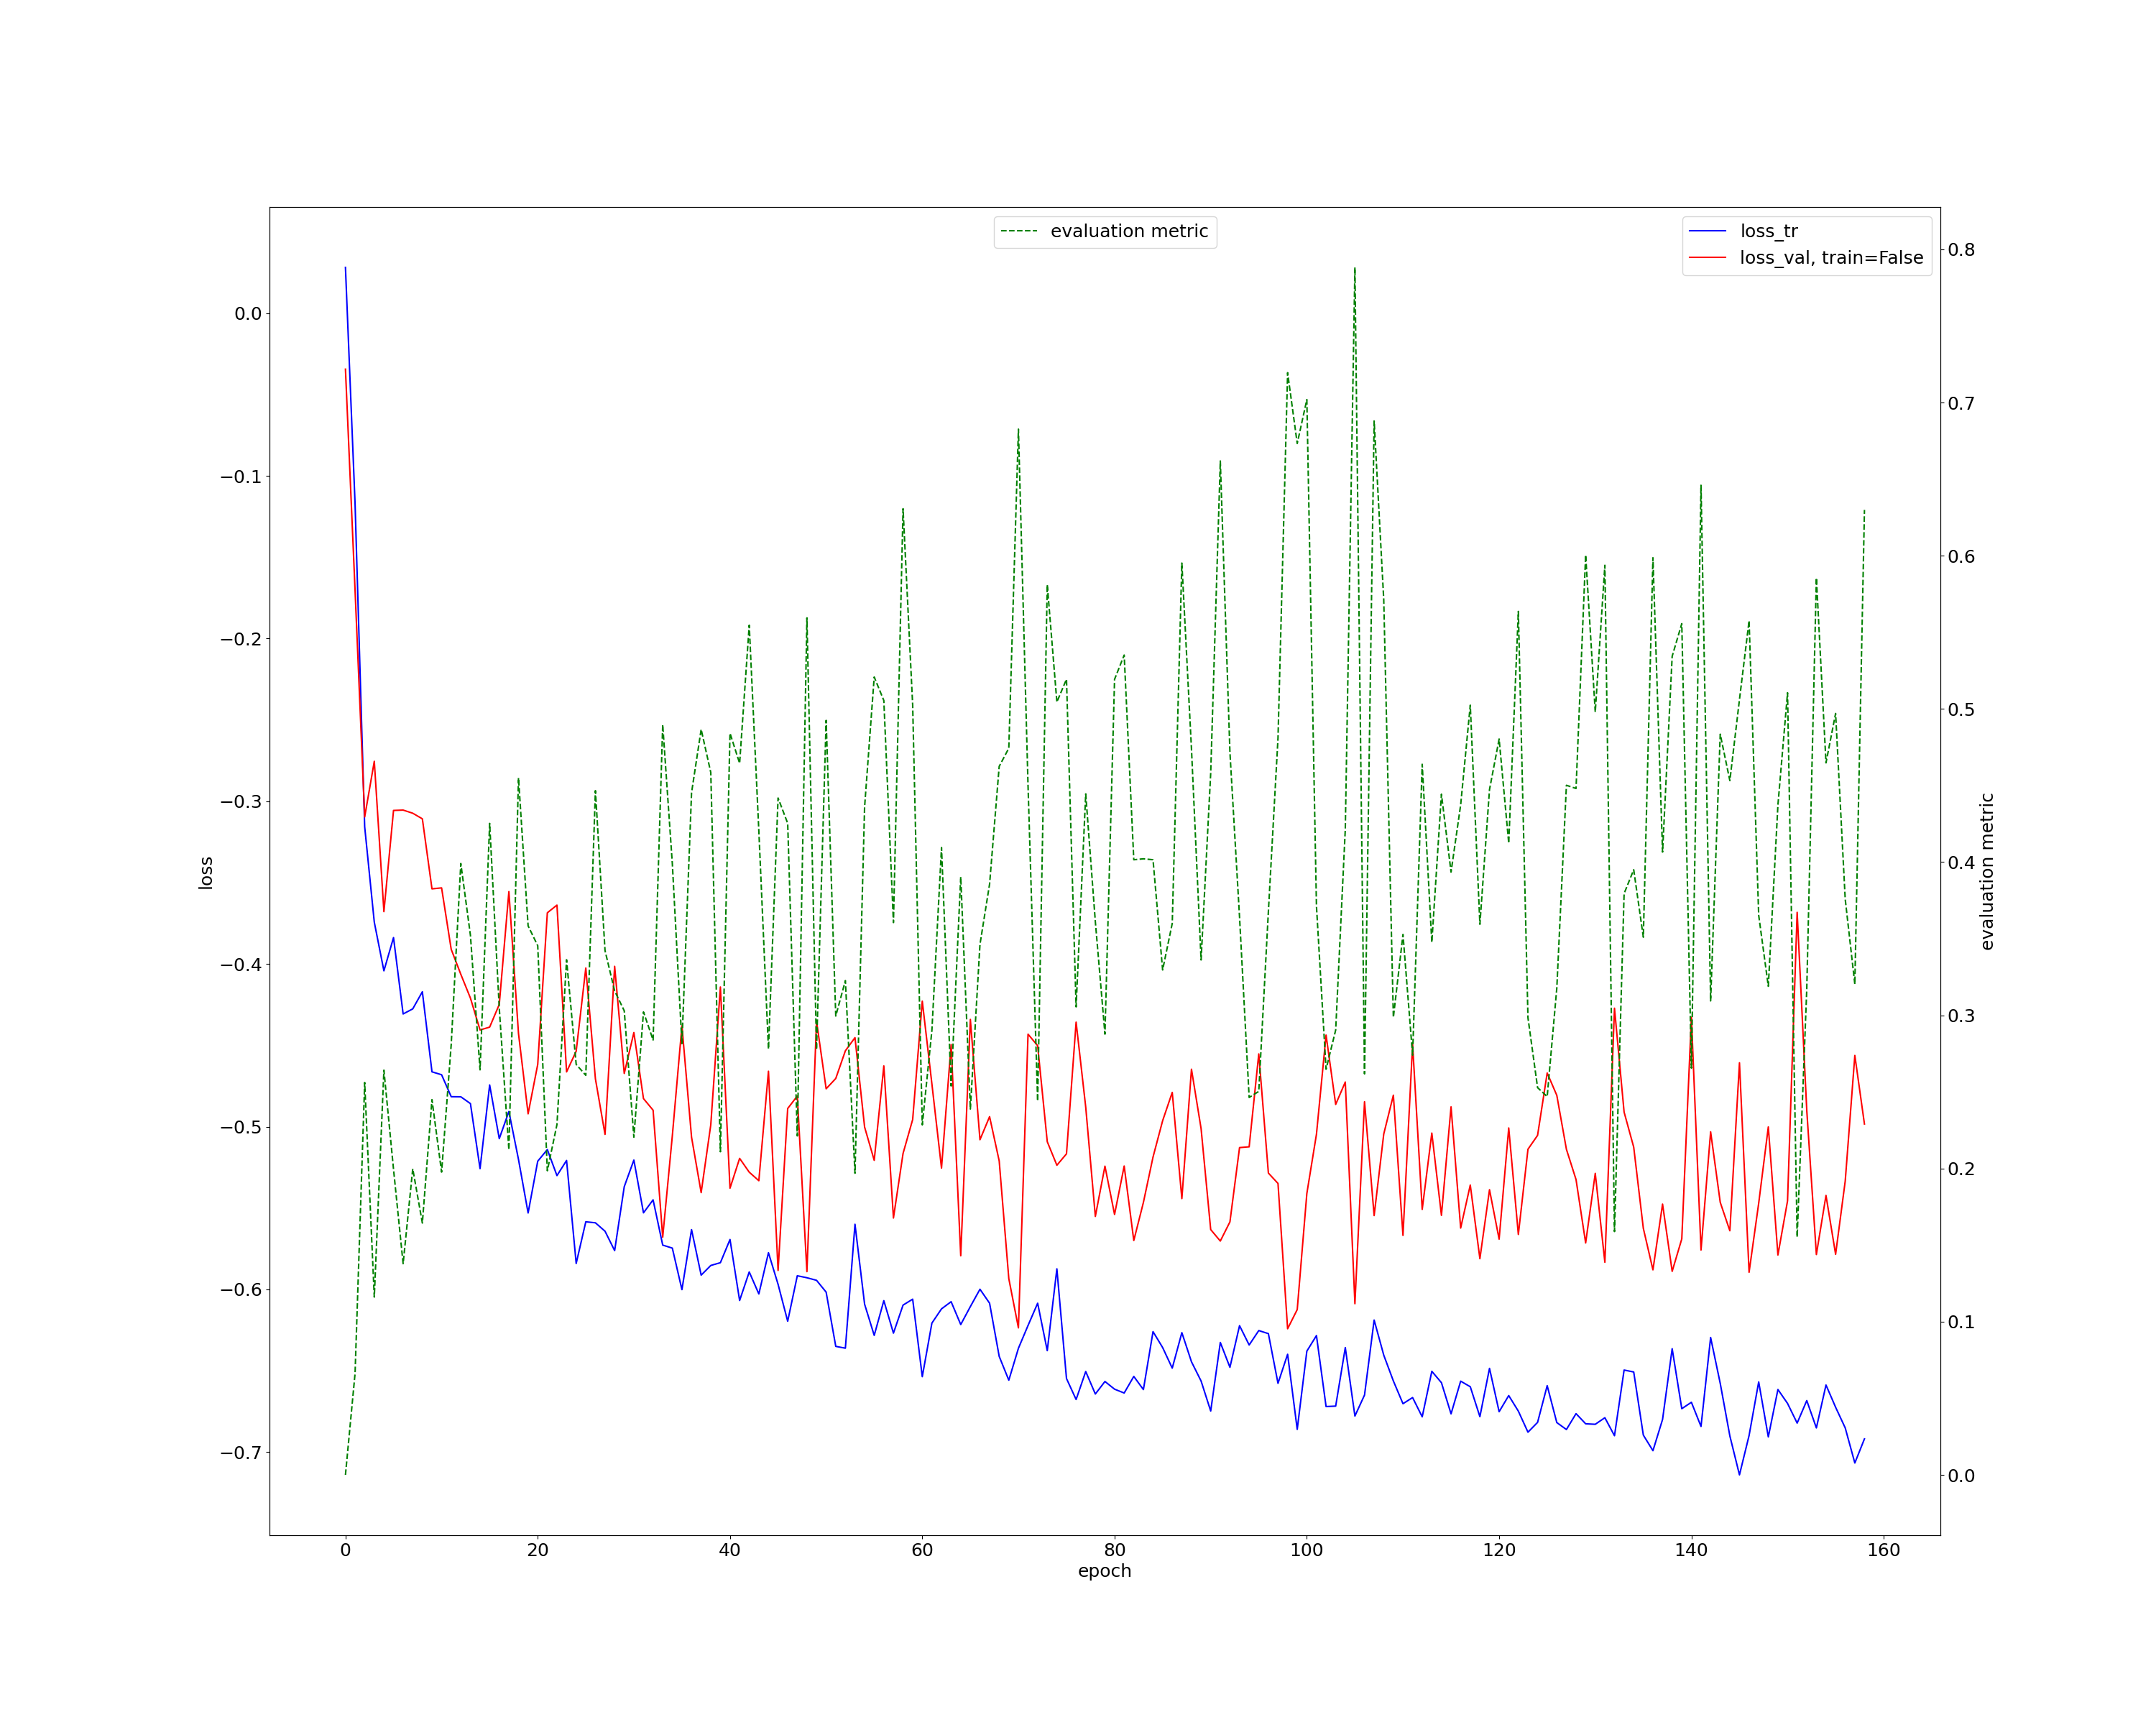 evaluation metric
loss_tr
loss_val, train=False
0.0
−0.1
−0.2
−0.3
−0.4
−0.5
−0.6
−0.7
loss
0.8
0.7
0.6
0.5
0.4
0.3
0.2
0.1
0.0
evaluation metric
0 20 40 60 80 100 120 140 160
epoch